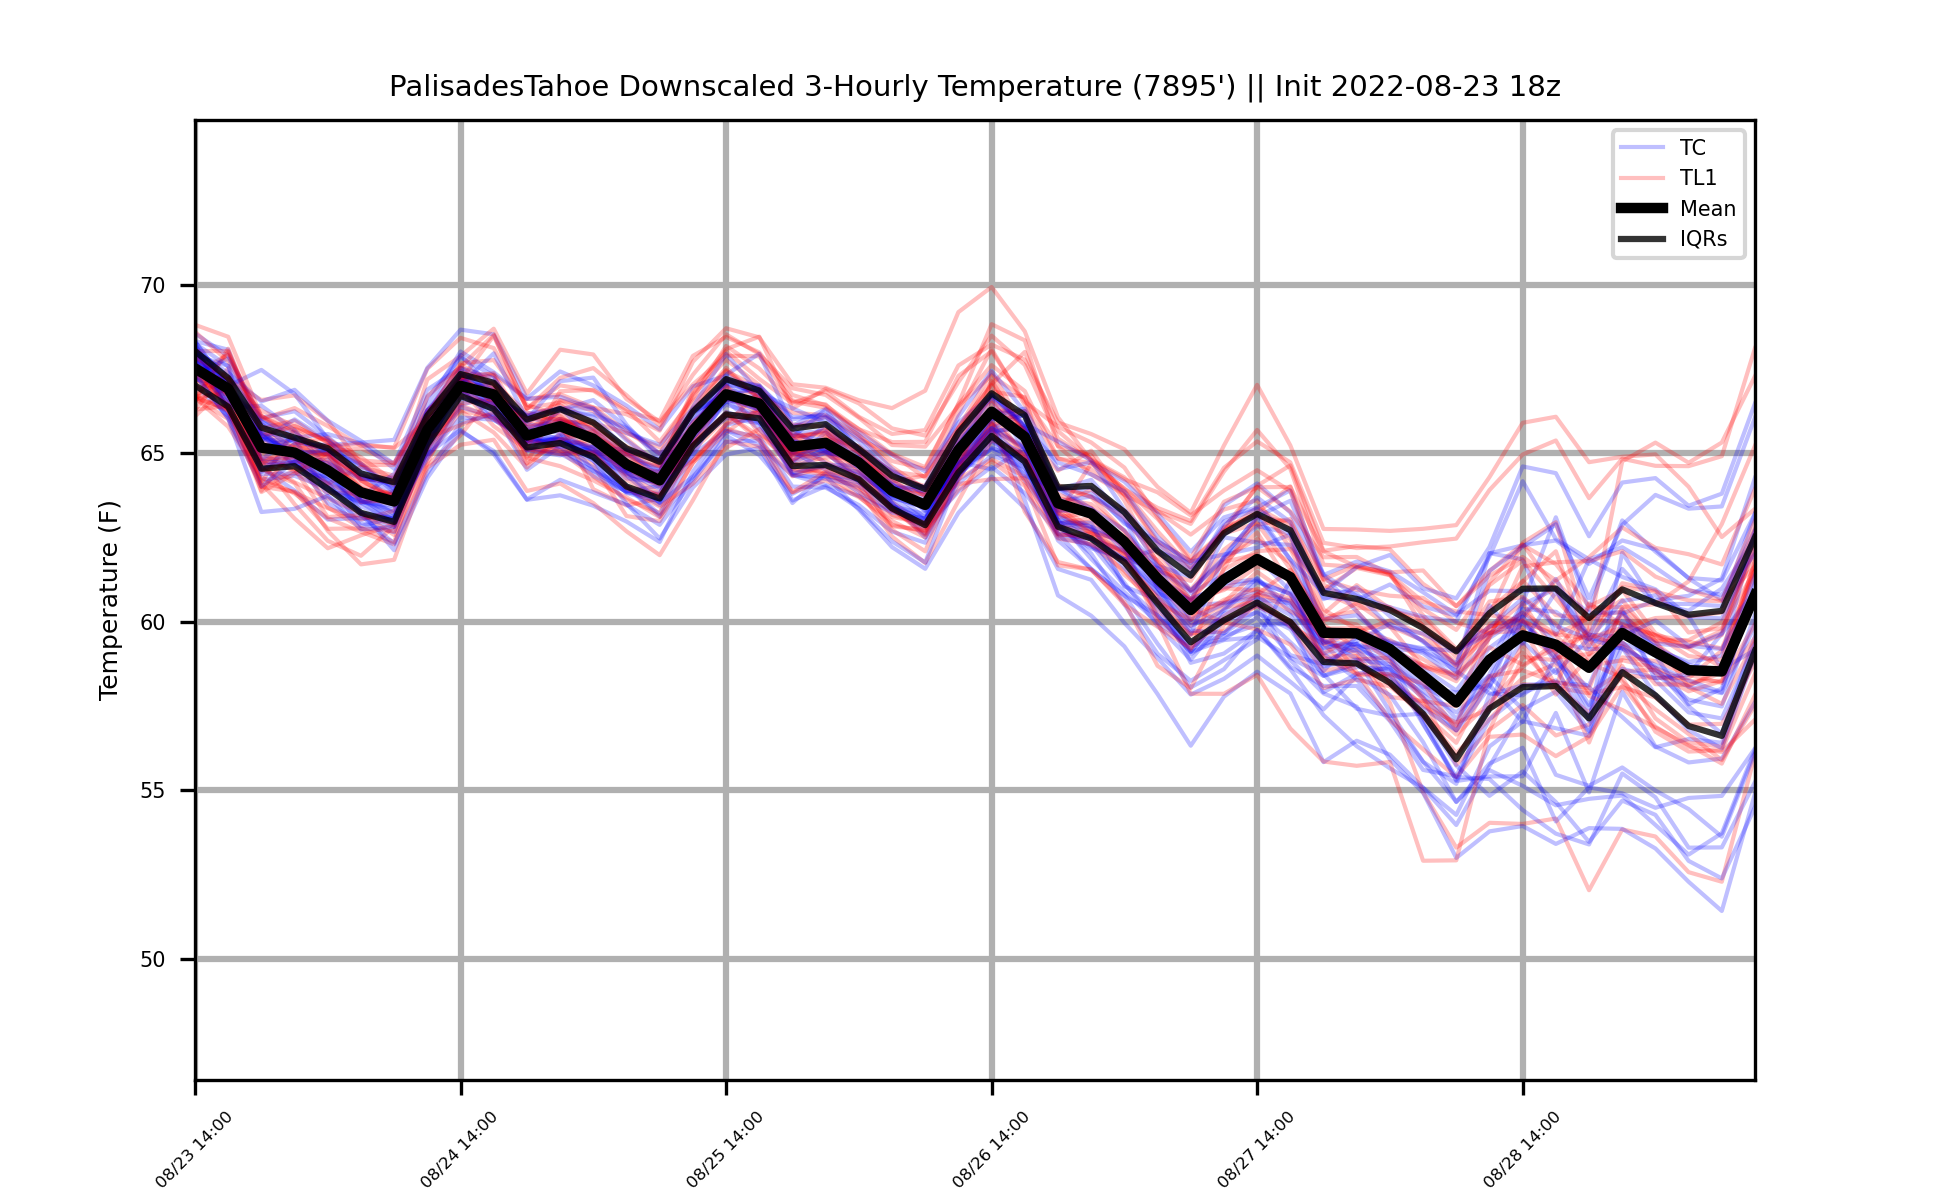 PalisadesTahoe Downscaled 3-Hourly Temperature (7895') || Init 2022-08-23 18z
TC
TL1
Mean
IQRs
Temperature (F)
70
65
60
55
50
08/23 14:00
08/24 14:00
08/25 14:00
08/26 14:00
08/27 14:00
08/28 14:00